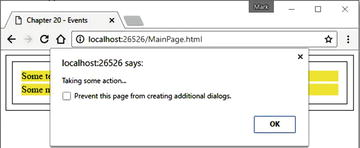 Mark
Chapter 20 - Events
localhost:26526/MainPage.html
localhost:26526 says:
Taking some action...
Prevent this page from creating additional dialogs.
OK
Some
Some